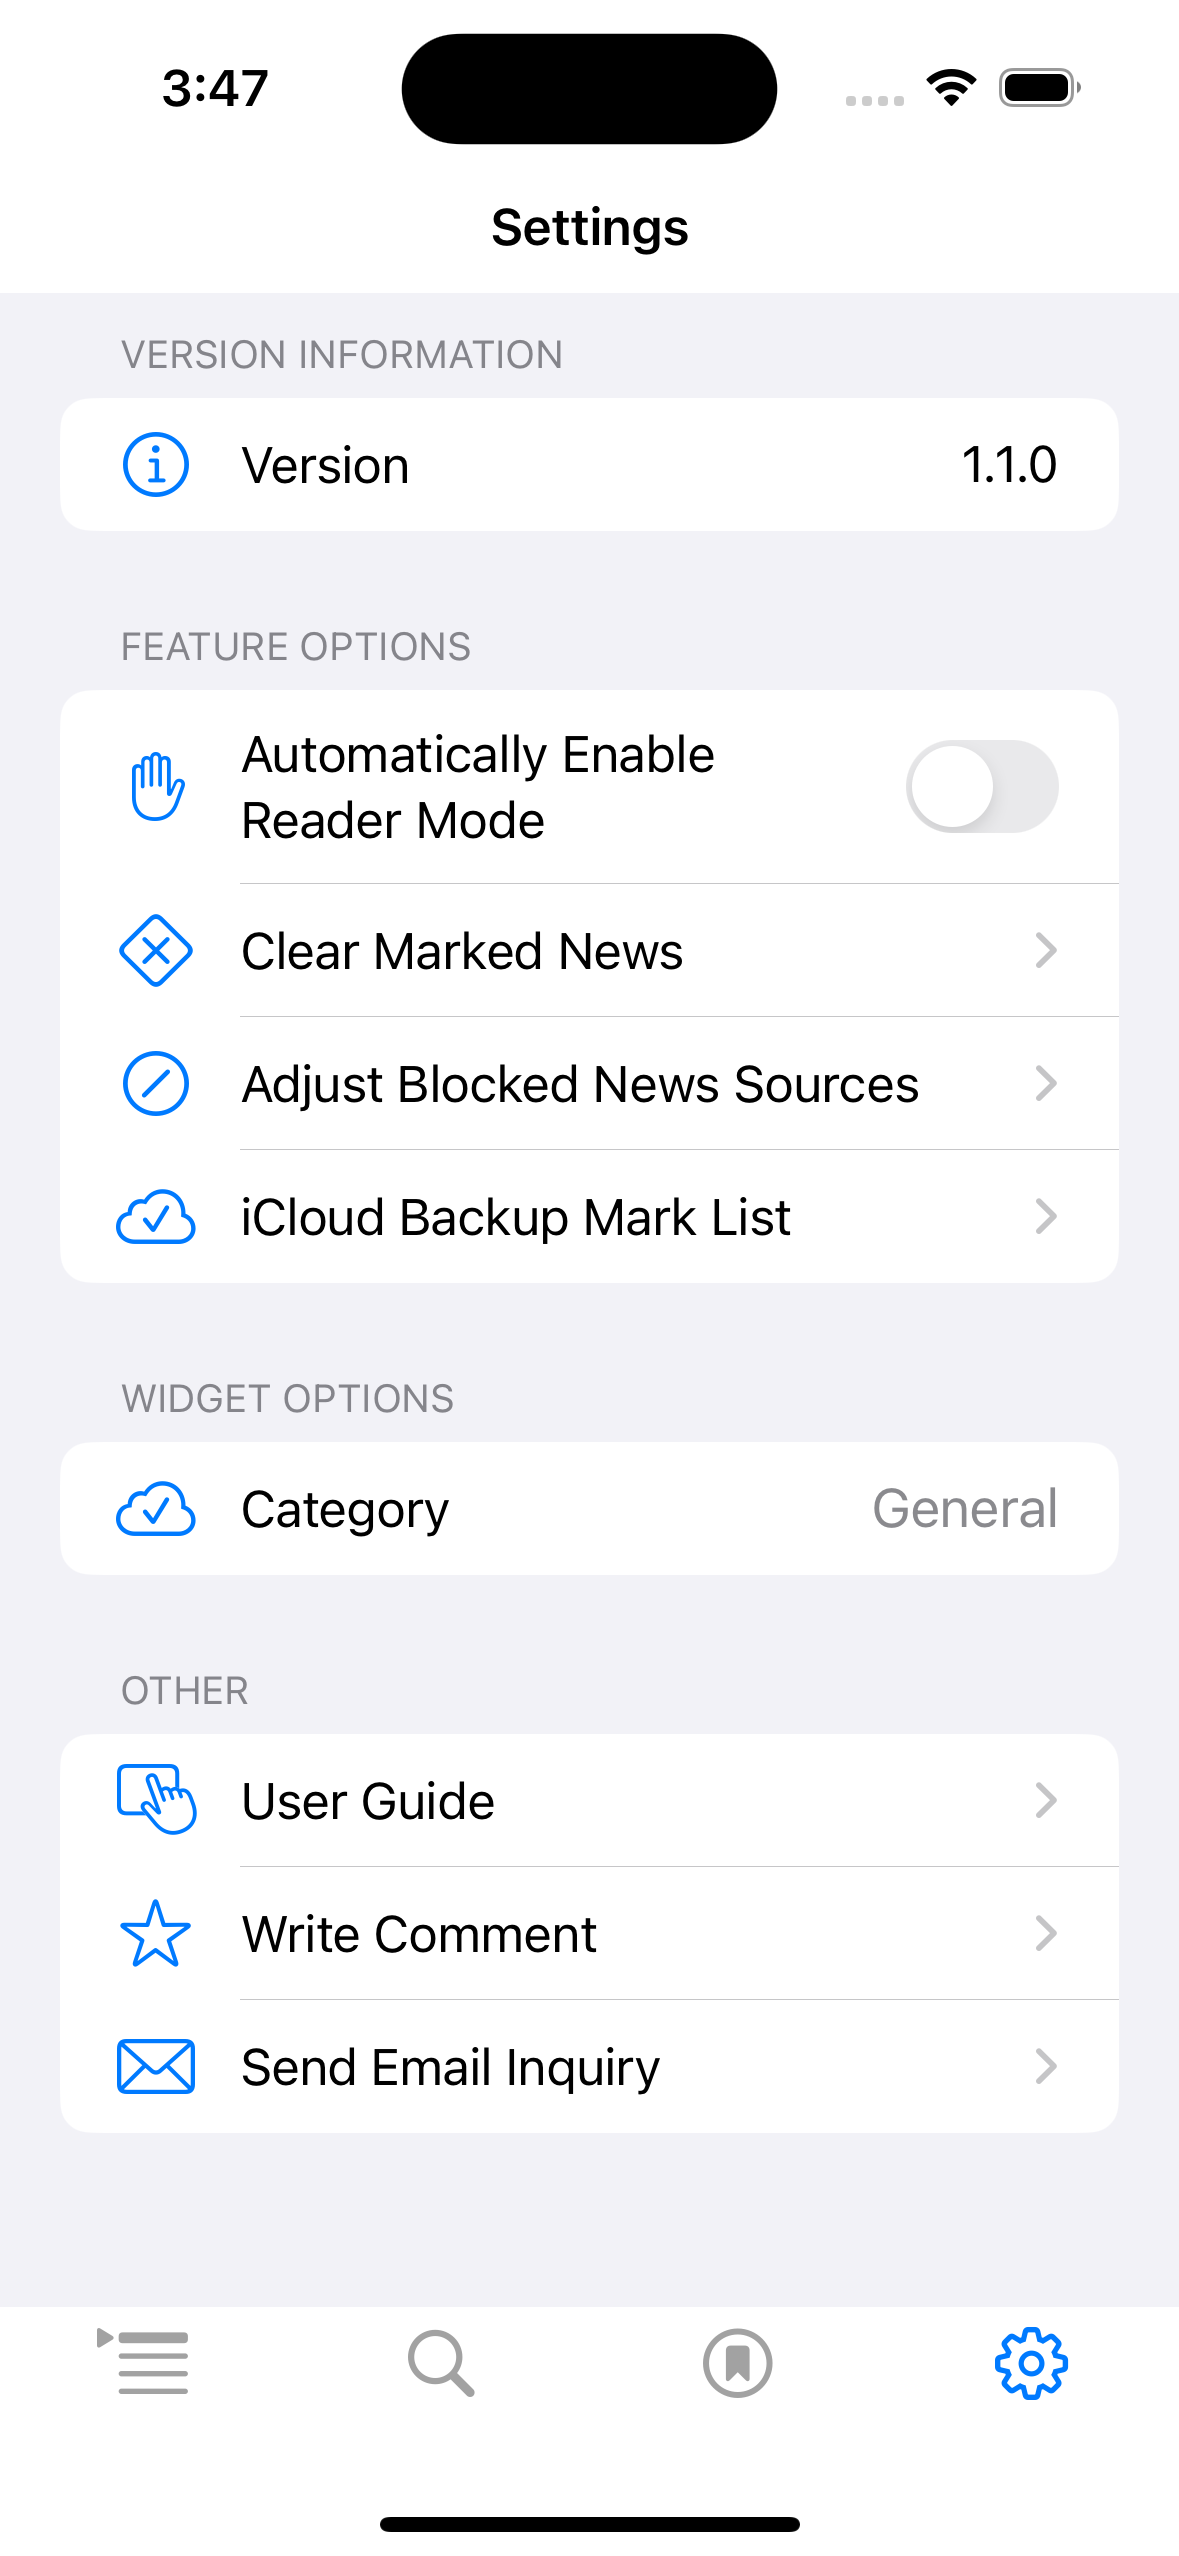 3:47
Settings
VERSION INFORMATION
Version 1.1.0
FEATURE OPTIONS
Automatically Enable
Reader Mode
Clear Marked News
Adjust Blocked News Sources
iCloud Backup Mark List
WIDGET OPTIONS
Category General
OTHER
User Guide
Write Comment
Send Email Inquiry